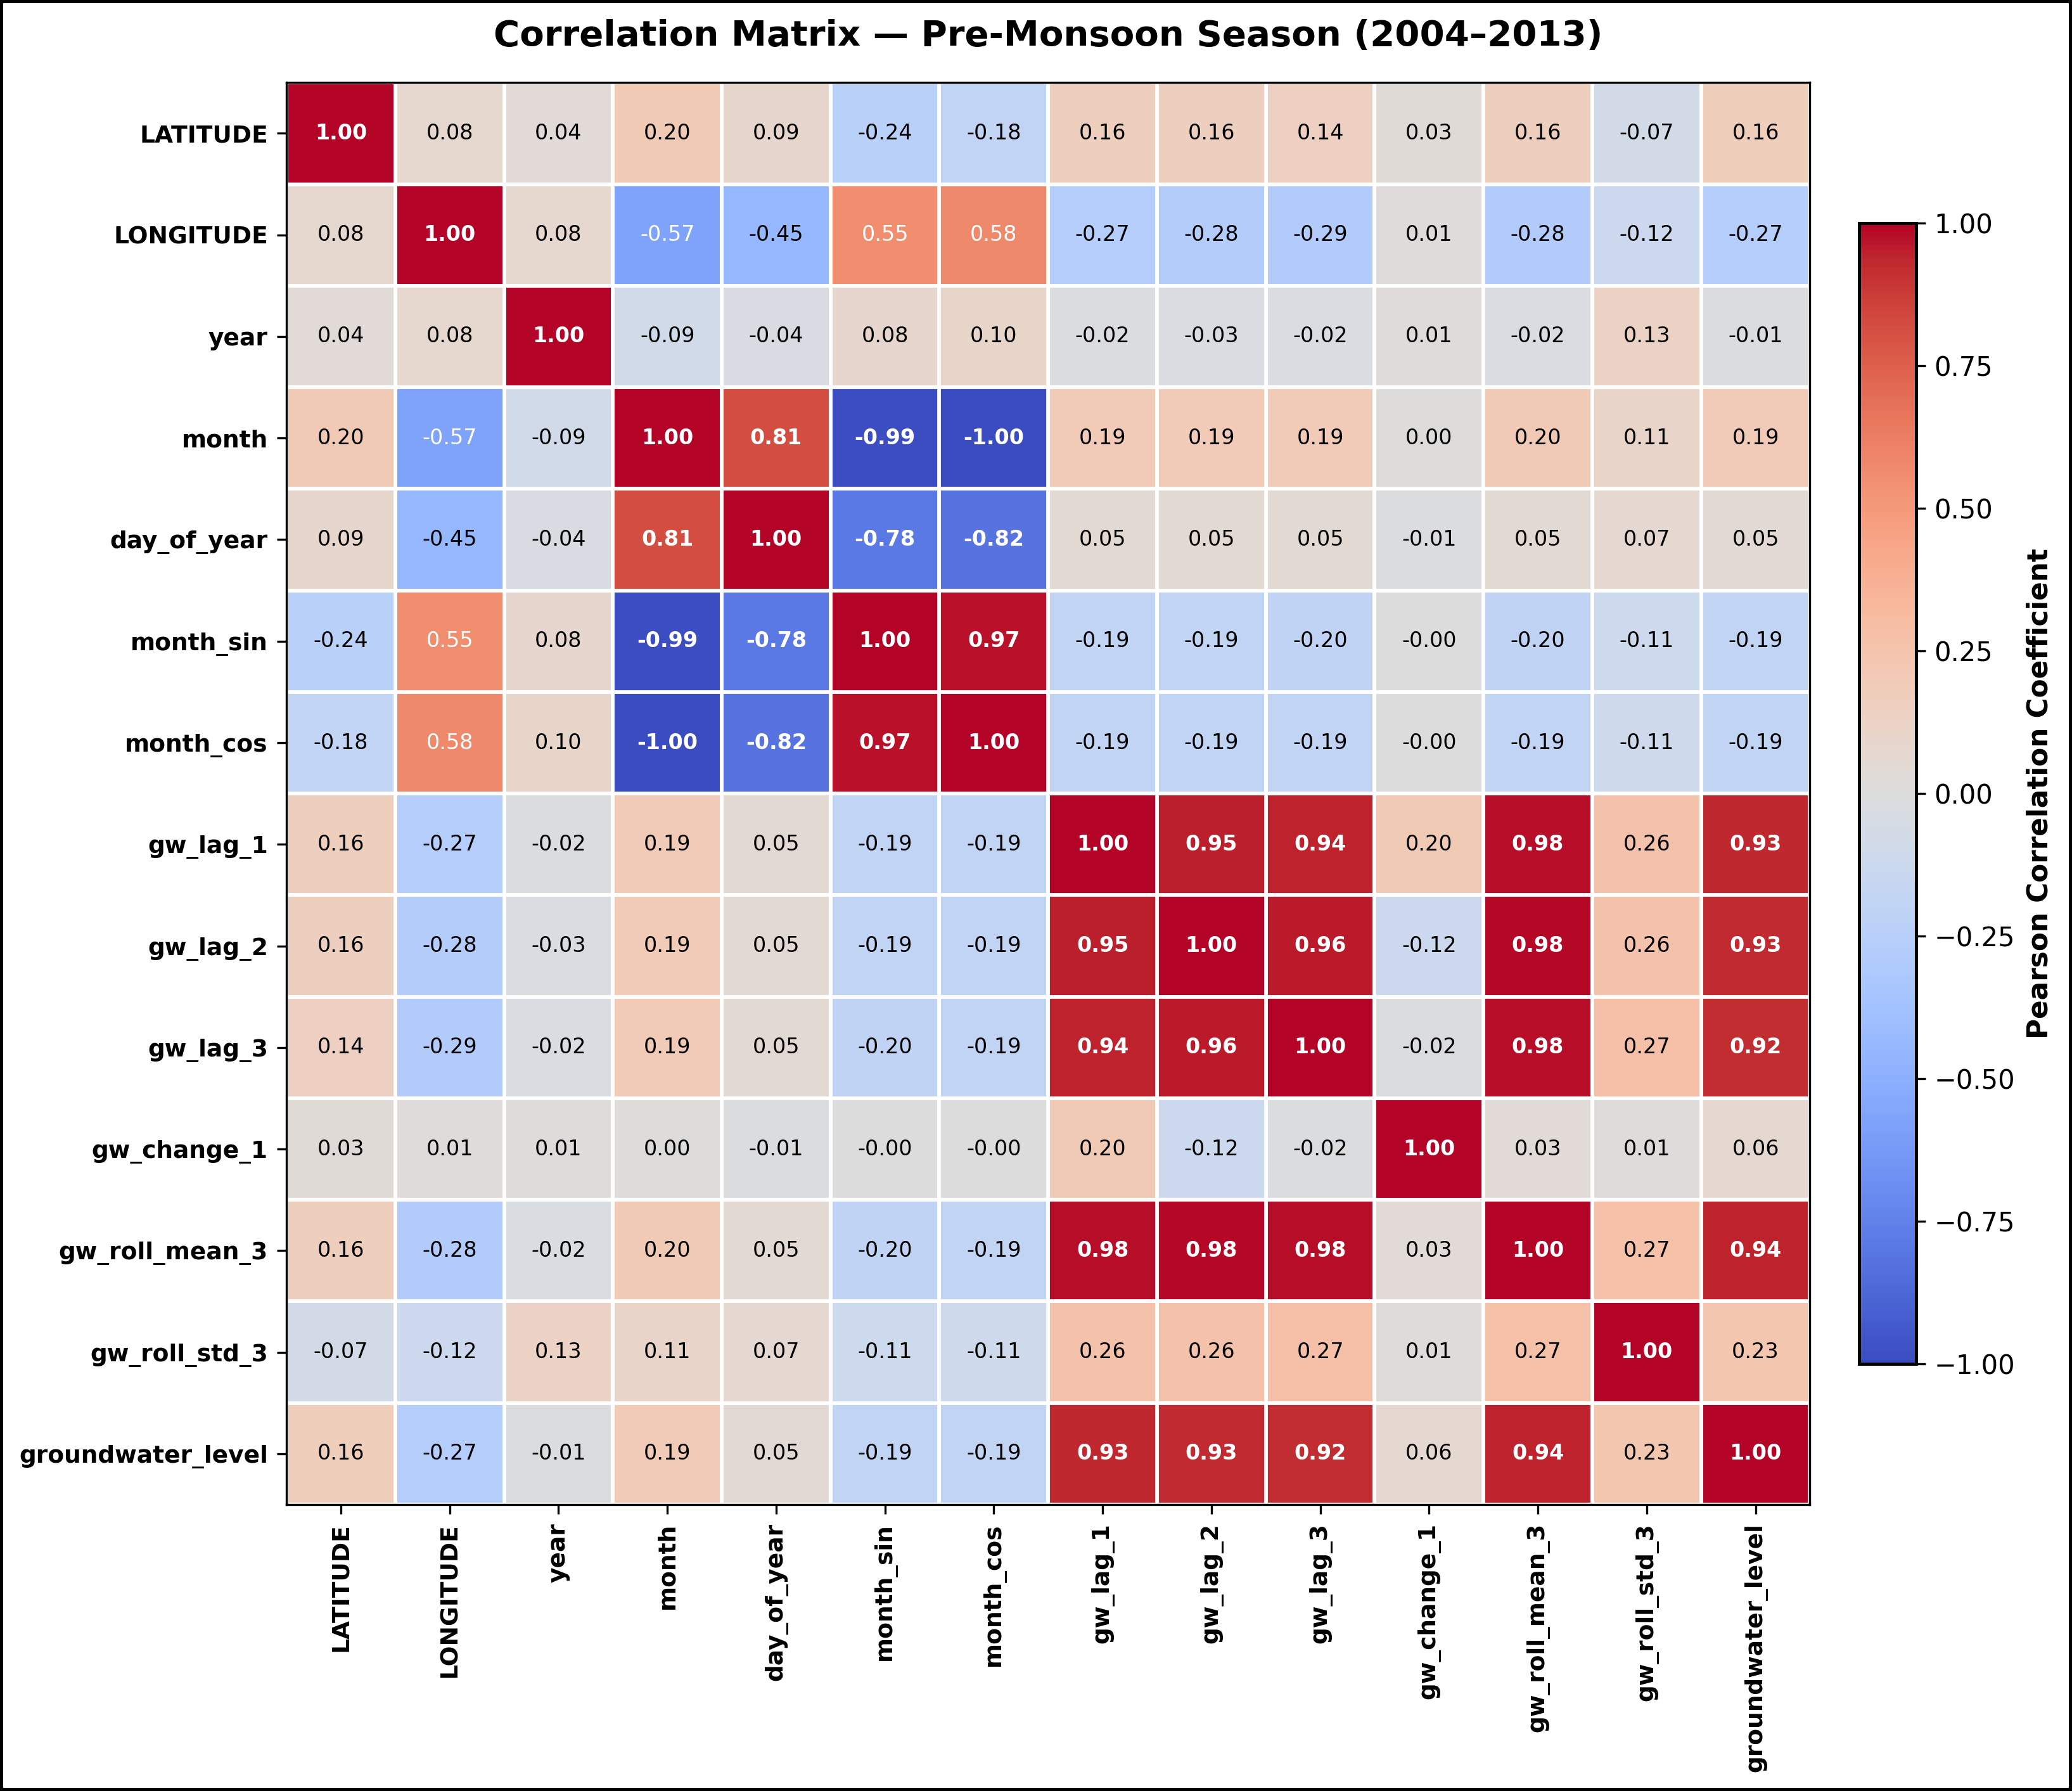 Correlation Matrix — Pre-Monsoon Season (2004–2013)
LATITUDE 1.00 0.08 0.04 0.20 0.09 -0.24 -0.18 0.16 0.16 0.14 0.03 0.16 -0.07 0.16
LONGITUDE 0.08 1.00 0.08 -0.57 -0.45 0.55 0.58 -0.27 -0.28 -0.29 0.01 -0.28 -0.12 -0.27
year 0.04 0.08 1.00 -0.09 -0.04 0.08 0.10 -0.02 -0.03 -0.02 0.01 -0.02 0.13 -0.01
month 0.20 -0.57 -0.09 1.00 0.81 -0.99 -1.00 0.19 0.19 0.19 0.00 0.20 0.11 0.19
day_of_year 0.09 -0.45 -0.04 0.81 1.00 -0.78 -0.82 0.05 0.05 0.05 -0.01 0.05 0.07 0.05
month_sin -0.24 0.55 0.08 -0.99 -0.78 1.00 0.97 -0.19 -0.19 -0.20 -0.00 -0.20 -0.11 -0.19
month_cos -0.18 0.58 0.10 -1.00 -0.82 0.97 1.00 -0.19 -0.19 -0.19 -0.00 -0.19 -0.11 -0.19
gw_lag_1 0.16 -0.27 -0.02 0.19 0.05 -0.19 -0.19 1.00 0.95 0.94 0.20 0.98 0.26 0.93
gw_lag_2 0.16 -0.28 -0.03 0.19 0.05 -0.19 -0.19 0.95 1.00 0.96 -0.12 0.98 0.26 0.93
gw_lag_3 0.14 -0.29 -0.02 0.19 0.05 -0.20 -0.19 0.94 0.96 1.00 -0.02 0.98 0.27 0.92
gw_change_1 0.03 0.01 0.01 0.00 -0.01 -0.00 -0.00 0.20 -0.12 -0.02 1.00 0.03 0.01 0.06
gw_roll_mean_3 0.16 -0.28 -0.02 0.20 0.05 -0.20 -0.19 0.98 0.98 0.98 0.03 1.00 0.27 0.94
gw_roll_std_3 -0.07 -0.12 0.13 0.11 0.07 -0.11 -0.11 0.26 0.26 0.27 0.01 0.27 1.00 0.23
groundwater_level 0.16 -0.27 -0.01 0.19 0.05 -0.19 -0.19 0.93 0.93 0.92 0.06 0.94 0.23 1.00
LATITUDE
LONGITUDE
year
month
day_of_year
month_sin
month_cos
gw_lag_1
gw_lag_2
gw_lag_3
gw_change_1
gw_roll_mean_3
gw_roll_std_3
groundwater_level
1.00
0.75
0.50
0.25
0.00
−0.25
−0.50
−0.75
−1.00
Pearson Correlation Coefficient